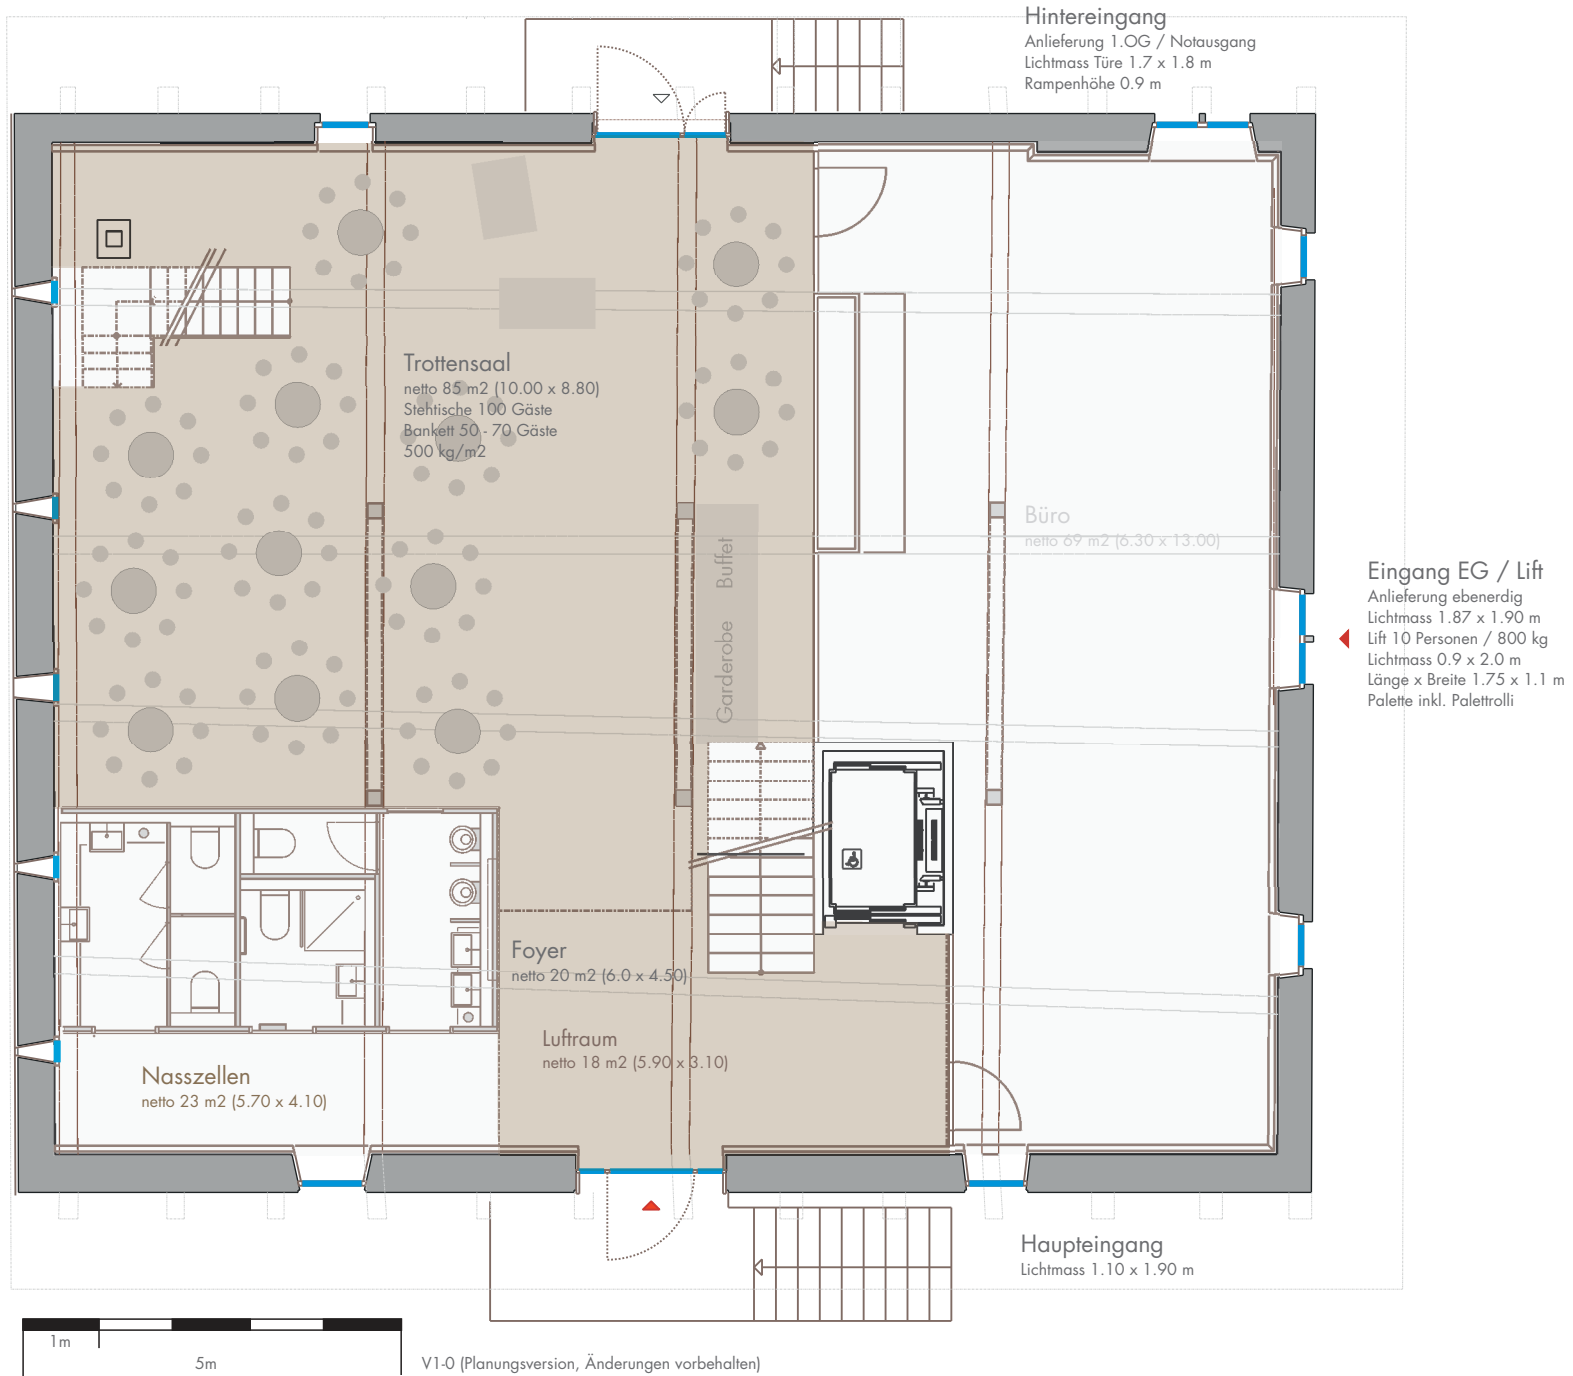 Hintereingang
Anlieferung 1.OG / Notausgang
Lichtmass Türe 1.7 x 1.8 m
Rampenhöhe 0.9 m
Trottensaal
netto 85 m2 (10.00 x 8.80)
Stehtische 100 Gäste
Bankett 50 - 70 Gäste
500 kg/m2
Büro
netto 69 m2 (6.30 x 13.00)
Garderobe Buffet
Eingang EG / Lift
Anlieferung ebenerdig
Lichtmass 1.87 x 1.90 m
Lift 10 Personen / 800 kg
Lichtmass 0.9 x 2.0 m
Länge x Breite 1.75 x 1.1 m
Palette inkl. Palettrolli
Foyer
netto 20 m2 (6.0 x 4.50)
Luftraum
netto 18 m2 (5.90 x 3.10)
Nasszellen
netto 23 m2 (5.70 x 4.10)
Haupteingang
Lichtmass 1.10 x 1.90 m
1m
5m
V1-0 (Planungsversion, Änderungen vorbehalten)